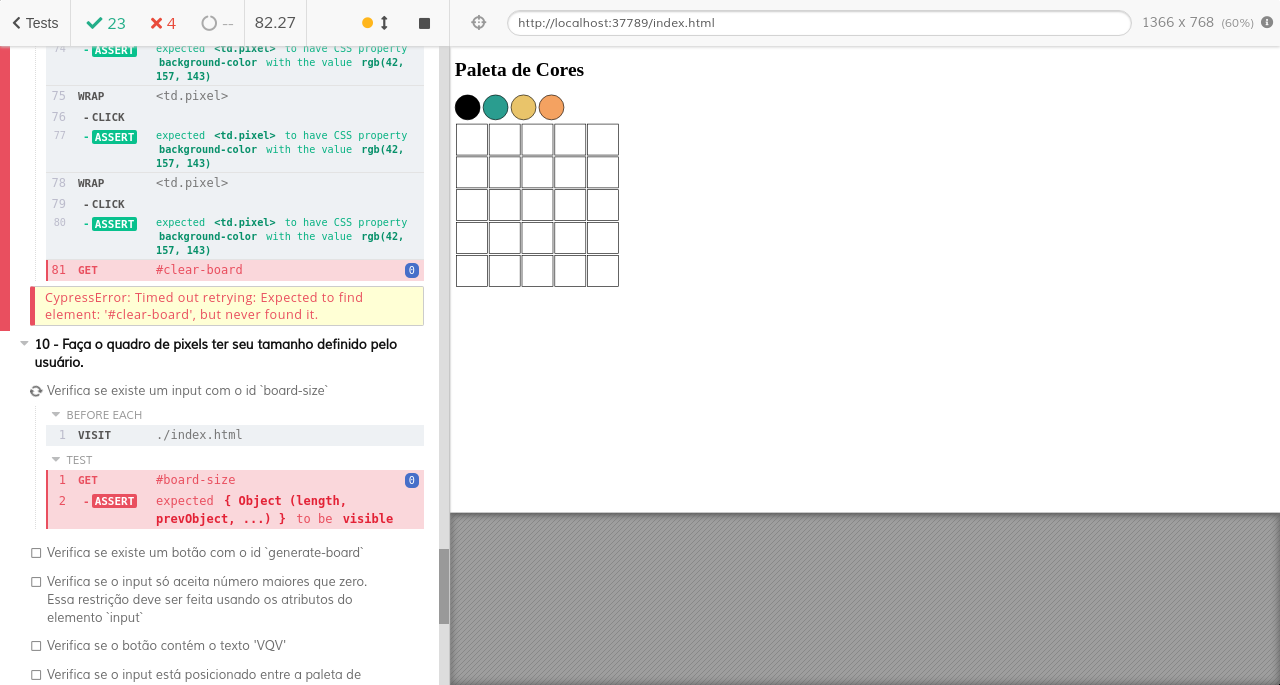 Tests 23 4 -- 82.27 http://localhost:37789/index.html 1366 x 768 (60%)
74 - ASSERT expected <td.pixel> to have CSS property
background-color with the value rgb(42,
157, 143)
75 WRAP <td.pixel>
76 - CLICK
77 - ASSERT expected <td.pixel> to have CSS property
background-color with the value rgb(42,
157, 143)
78 WRAP <td.pixel>
79 - CLICK
80 - ASSERT expected <td.pixel> to have CSS property
background-color with the value rgb(42,
157, 143)
81 GET #clear-board 0
CypressError: Timed out retrying: Expected to find
element: '#clear-board', but never found it.
10 - Faça o quadro de pixels ter seu tamanho definido pelo
usuário.
Verifica se existe um input com o id `board-size`
BEFORE EACH
1 VISIT ./index.html
TEST
1 GET #board-size 0
2 - ASSERT expected { Object (length,
prevObject, ...) } to be visible
Verifica se existe um botão com o id `generate-board`
Verifica se o input só aceita número maiores que zero.
Essa restrição deve ser feita usando os atributos do
elemento `input`
Verifica se o botão contém o texto 'VQV'
Verifica se o input está posicionado entre a paleta de
Paleta de Cores